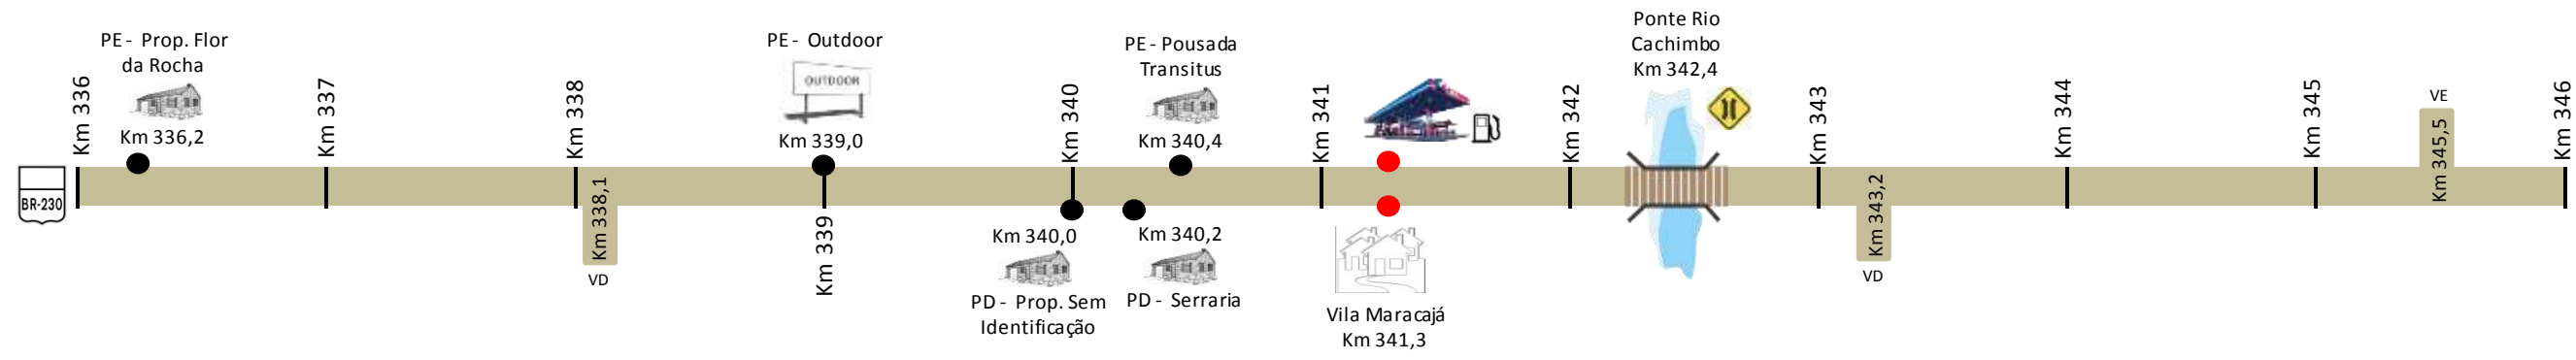 BR-230
Km 336
PE - Prop. Flor
da Rocha
Km 336,2
Km 337
Km 338
Km 338,1
VD
PE - Outdoor
OUTDOOR
Km 339,0
Km 339
Km 340
Km 340,0
PD - Prop. Sem
Identificação
PE - Pousada
Transitus
Km 340,4
Km 340,2
PD - Serraria
Km 341
Vila Maracajá
Km 341,3
Km 342
Ponte Rio
Cachimbo
Km 342,4
Km 343
Km 343,2
VD
Km 344
Km 345
VE
Km 345,5
Km 346